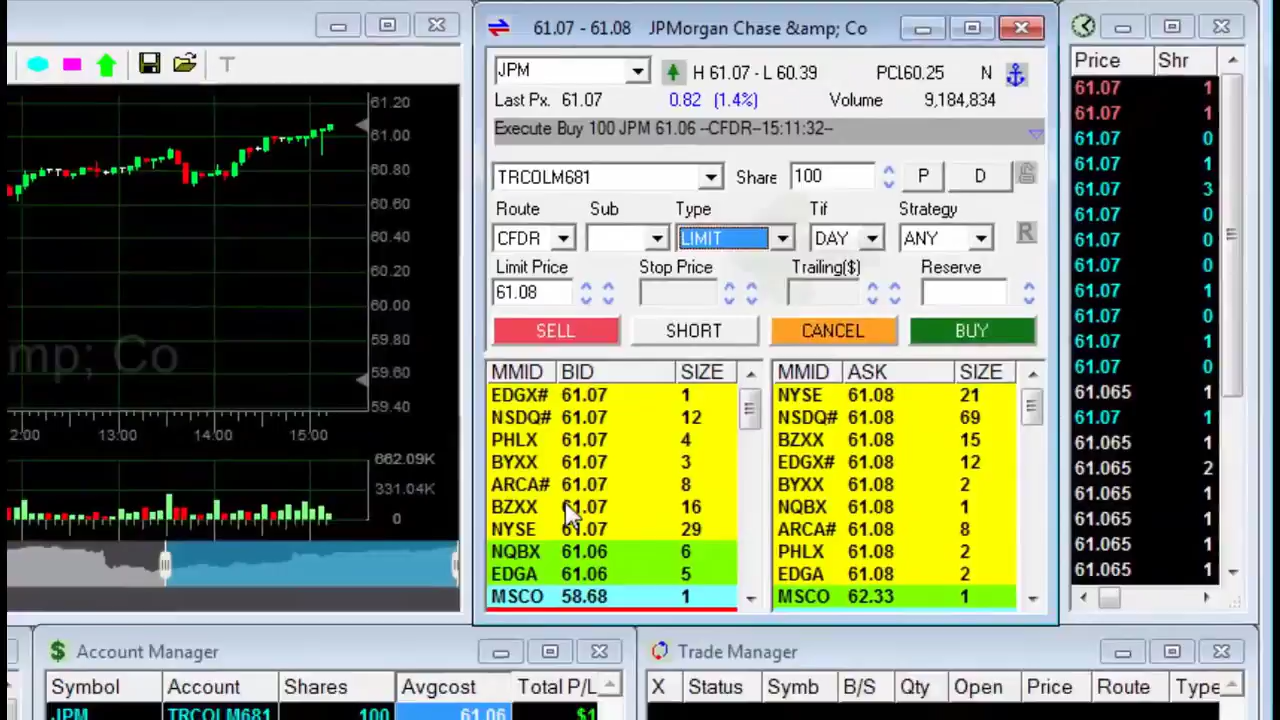 61.07 - 61.08 JPMorgan Chase &amp; Co
JPM H 61.07 - L 60.39 PCL60.25 N
Last Px. 61.07 0.82 (1.4%) Volume 9,184,834
Execute Buy 100 JPM 61.06 --CFDR--15:11:32--
TRCOLM681 Share 100 P D
Route Sub Type Tif Strategy
CFDR LIMIT DAY ANY R
Limit Price Stop Price Trailing($) Reserve
61.08
SELL SHORT CANCEL BUY
MMID BID SIZE MMID ASK SIZE
EDGX# 61.07 1 NYSE 61.08 21
NSDQ# 61.07 12 NSDQ# 61.08 69
PHLX 61.07 4 BZXX 61.08 15
BYXX 61.07 3 EDGX# 61.08 12
ARCA# 61.07 8 BYXX 61.08 2
BZXX 61.07 16 NQBX 61.08 1
NYSE 61.07 29 ARCA# 61.08 8
NQBX 61.06 6 PHLX 61.08 2
EDGA 61.06 5 EDGA 61.08 2
MSCO 58.68 1 MSCO 62.33 1
Price Shr
61.07 1
61.07 1
61.07 0
61.07 1
61.07 3
61.07 0
61.07 0
61.07 0
61.07 0
61.07 0
61.07 1
61.07 0
61.065 1
61.07 1
61.065 1
61.065 2
61.065 1
61.065 1
61.065 1
61.065 1
T
61.20
61.00
60.80
60.60
60.40
60.20
60.00
59.80
59.60
59.40
mp; Co
2:00 13:00 14:00 15:00
662.09K
331.04K
0
$ Account Manager
Symbol Account Shares Avgcost Total P/L
JPM TRCOLM681 100 61.06 $1
Trade Manager
X Status Symb B/S Qty Open Price Route Type